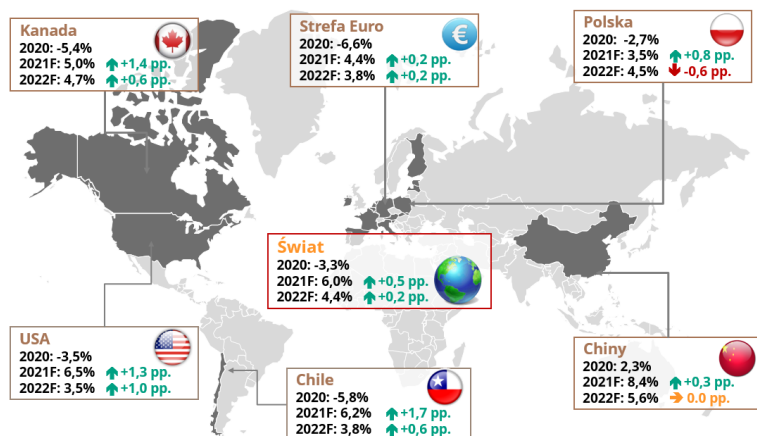 Kanada
2020: -5,4%
2021F: 5,0% +1,4 pp.
2022F: 4,7% +0,6 pp.
Strefa Euro
2020: -6,6%
€
2021F: 4,4% +0,2 pp.
2022F: 3,8% +0,2 pp.
Polska
2020: -2,7%
2021F: 3,5% +0,8 pp.
2022F: 4,5% -0,6 pp.
Świat
2020: -3,3%
2021F: 6,0% +0,5 pp.
2022F: 4,4% +0,2 pp.
USA
2020: -3,5%
2021F: 6,5% +1,3 pp.
2022F: 3,5% +1,0 pp.
Chile
2020: -5,8%
2021F: 6,2% +1,7 pp.
2022F: 3,8% +0,6 pp.
Chiny
2020: 2,3%
2021F: 8,4% +0,3 pp.
2022F: 5,6% 0.0 pp.